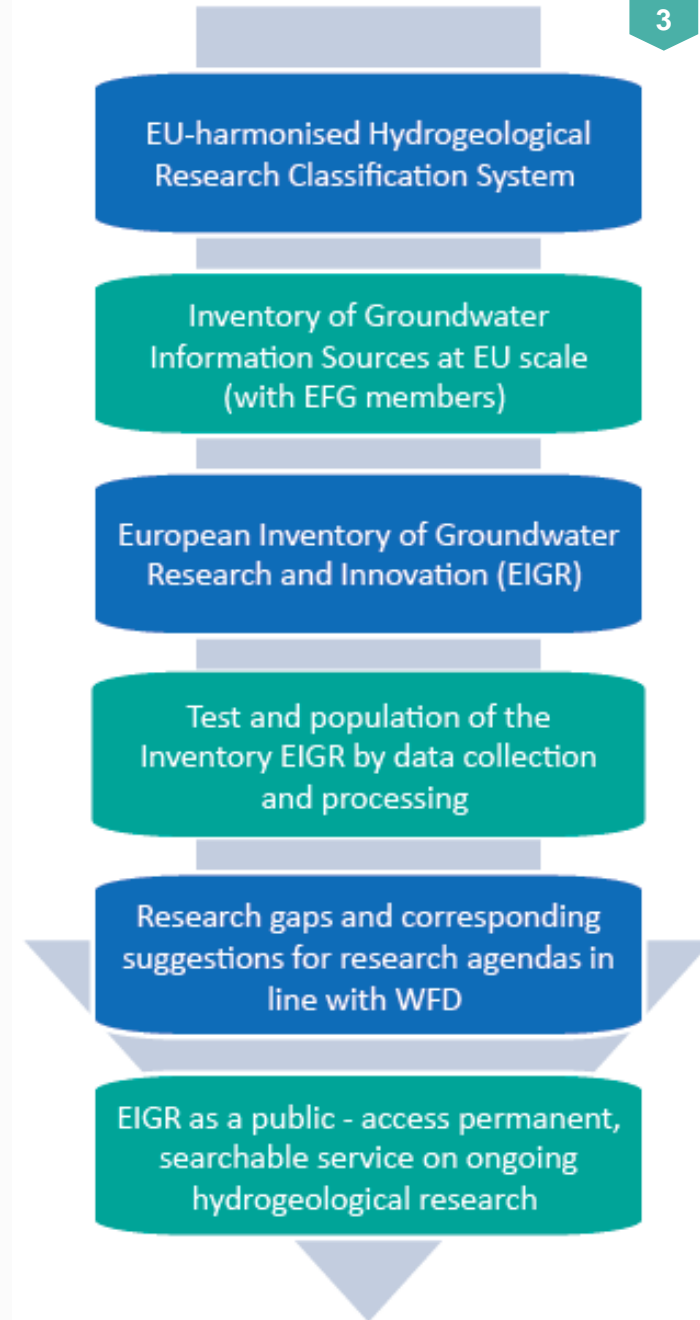 3
EU-harmonised Hydrogeological
Research Classification System
Inventory of Groundwater
Information Sources at EU scale
(with EFG members)
European Inventory of Groundwater
Research and Innovation (EIGR)
Test and population of the
Inventory EIGR by data collection
and processing
Research gaps and corresponding
suggestions for research agendas in
line with WFD
EIGR as a public - access permanent,
searchable service on ongoing
hydrogeological research